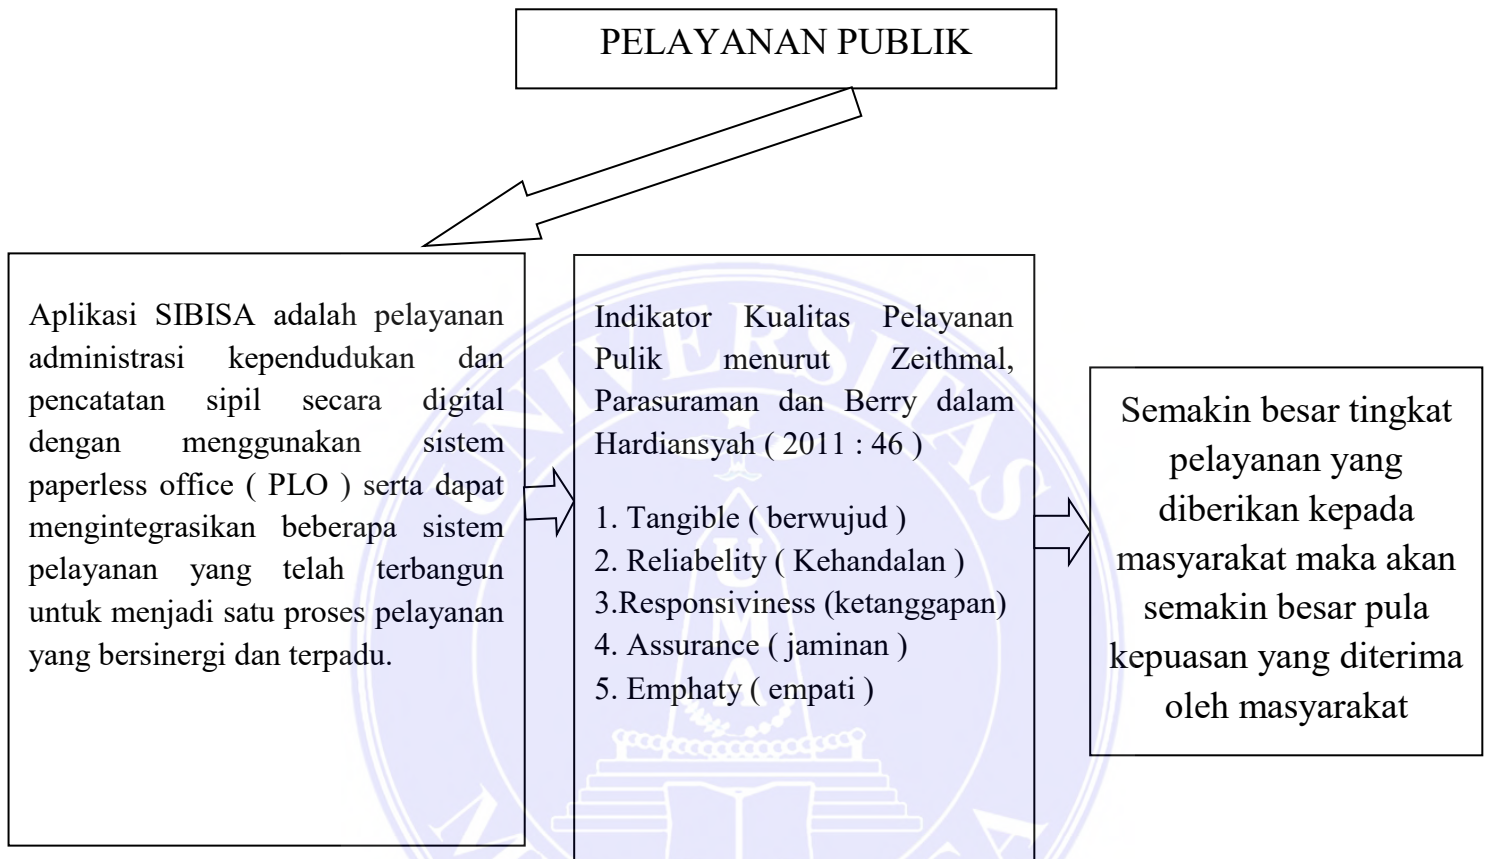 PELAYANAN PUBLIK
Aplikasi SIBISA adalah pelayanan
administrasi kependudukan dan
pencatatan sipil secara digital
dengan menggunakan sistem
paperless office ( PLO ) serta dapat
mengintegrasikan beberapa sistem
pelayanan yang telah terbangun
untuk menjadi satu proses pelayanan
yang bersinergi dan terpadu.
Indikator Kualitas Pelayanan
Pulik menurut Zeithmal,
Parasuraman dan Berry dalam
Hardiansyah ( 2011 : 46 )
1. Tangible ( berwujud )
2. Reliabelity ( Kehandalan )
3.Responsiviness (ketanggapan)
4. Assurance ( jaminan )
5. Emphaty ( empati )
Semakin besar tingkat
pelayanan yang
diberikan kepada
masyarakat maka akan
semakin besar pula
kepuasan yang diterima
oleh masyarakat
UNIVERSITAS
UMA